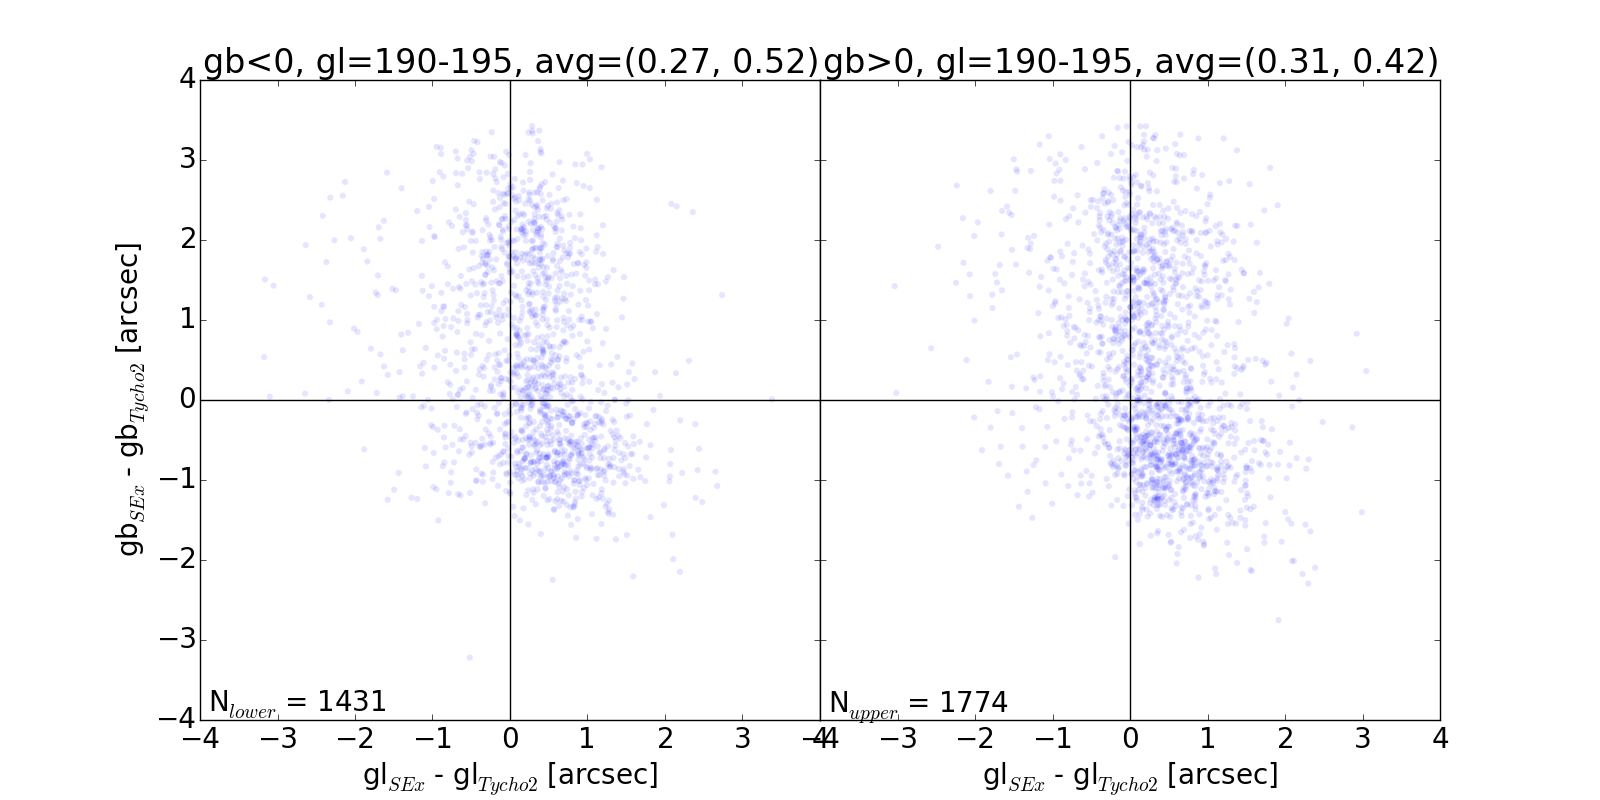 gb<0, gl=190-195, avg=(0.27, 0.52)
gb>0, gl=190-195, avg=(0.31, 0.42)
4
3
2
1
0
−1
−2
−3
−4
gb_SEx - gb_Tycho2 [arcsec]
N_lower = 1431
N_upper = 1774
−4 −3 −2 −1 0 1 2 3 4
−4 −3 −2 −1 0 1 2 3 4
gl_SEx - gl_Tycho2 [arcsec]
gl_SEx - gl_Tycho2 [arcsec]